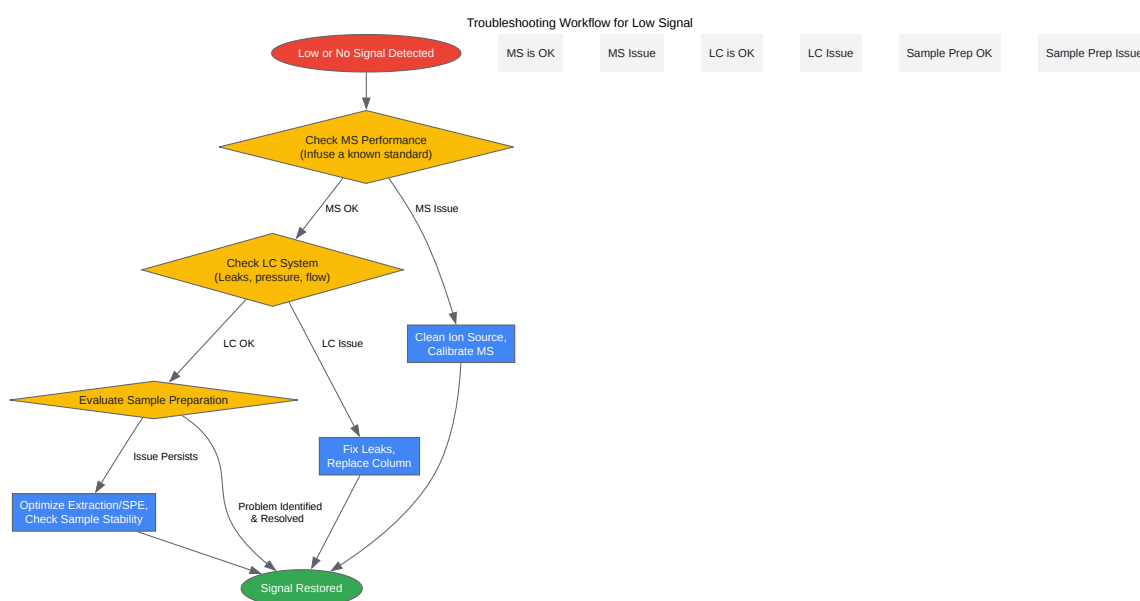 Troubleshooting Workflow for Low Signal
Low or No Signal Detected
MS is OK
MS Issue
LC is OK
LC Issue
Sample Prep OK
Sample Prep Issue
Check MS Performance
(Infuse a known standard)
MS OK
MS Issue
Check LC System
(Leaks, pressure, flow)
LC OK
LC Issue
Clean Ion Source,
Calibrate MS
Evaluate Sample Preparation
Fix Leaks,
Replace Column
Issue Persists
Optimize Extraction/SPE,
Check Sample Stability
Problem Identified
& Resolved
Signal Restored